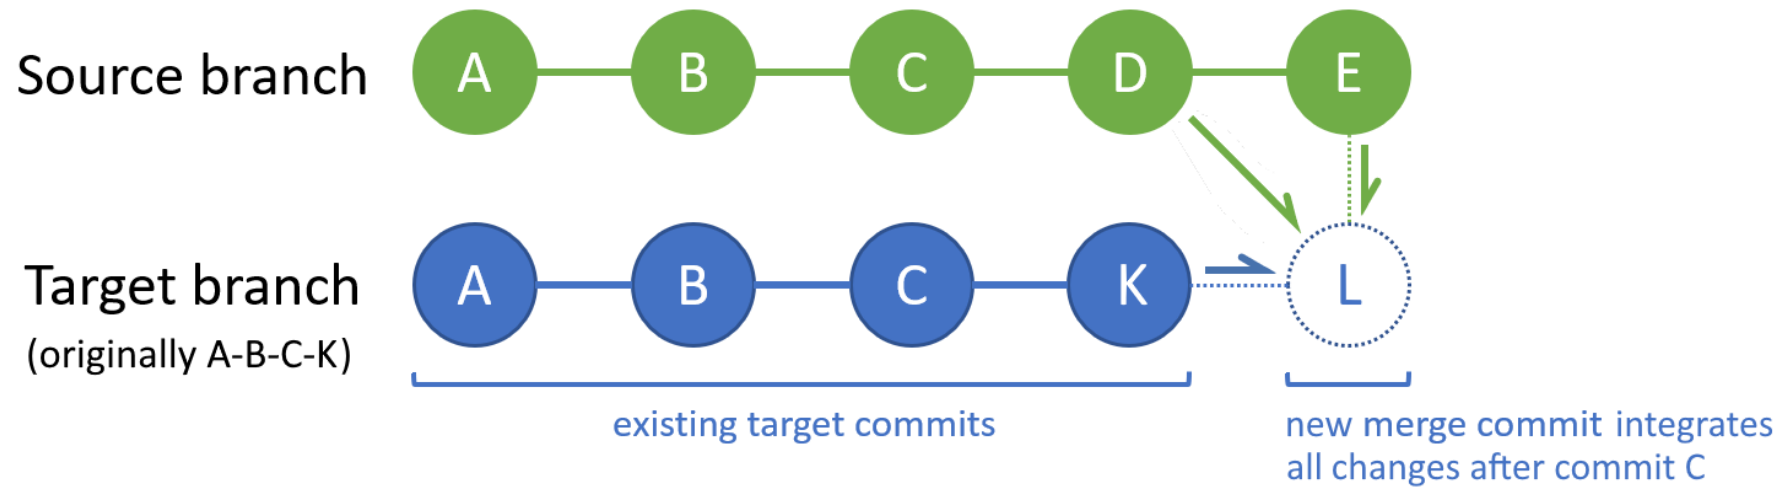 Source branch
A B C D E
Target branch
(originally A-B-C-K)
A B C K L
existing target commits
new merge commit integrates
all changes after commit C